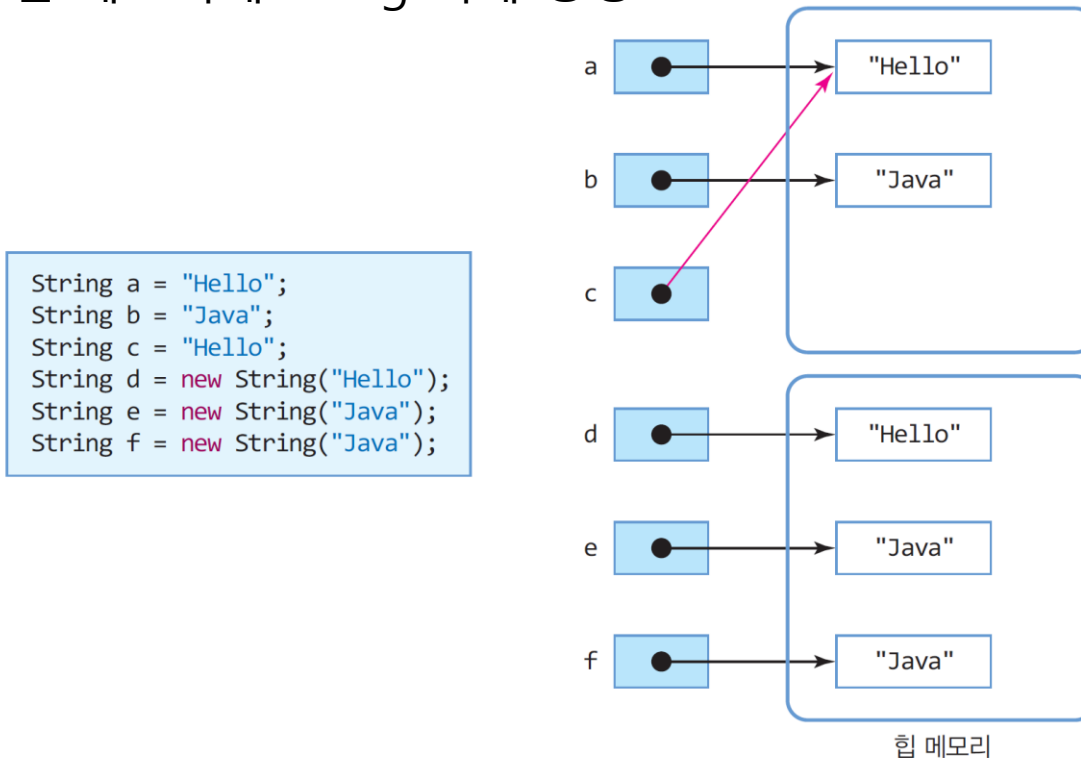 a "Hello"
b "Java"
c
String a = "Hello";
String b = "Java";
String c = "Hello";
String d = new String("Hello");
String e = new String("Java");
String f = new String("Java");
d "Hello"
e "Java"
f "Java"
힙 메모리